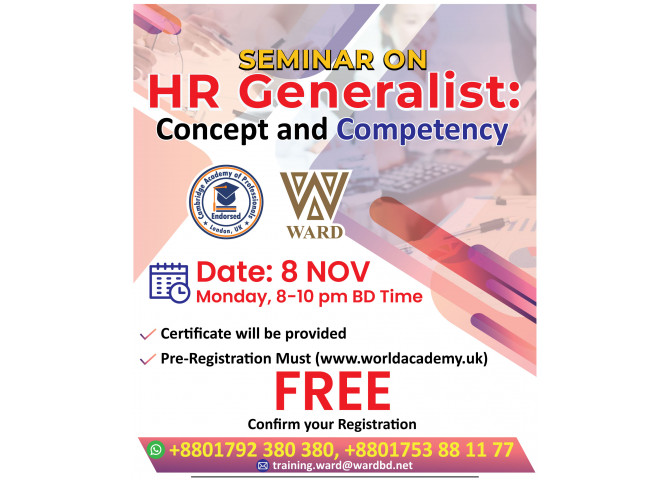 SEMINAR ON
HR Generalist:
Concept and Competency
Cambridge Academy of Professionals
Endorsed
London, UK
WARD
Date: 8 NOV
Monday, 8-10 pm BD Time
Certificate will be provided
Pre-Registration Must (www.worldacademy.uk)
FREE
Confirm your Registration
+8801792 380 380, +8801753 88 11 77
training.ward@wardbd.net